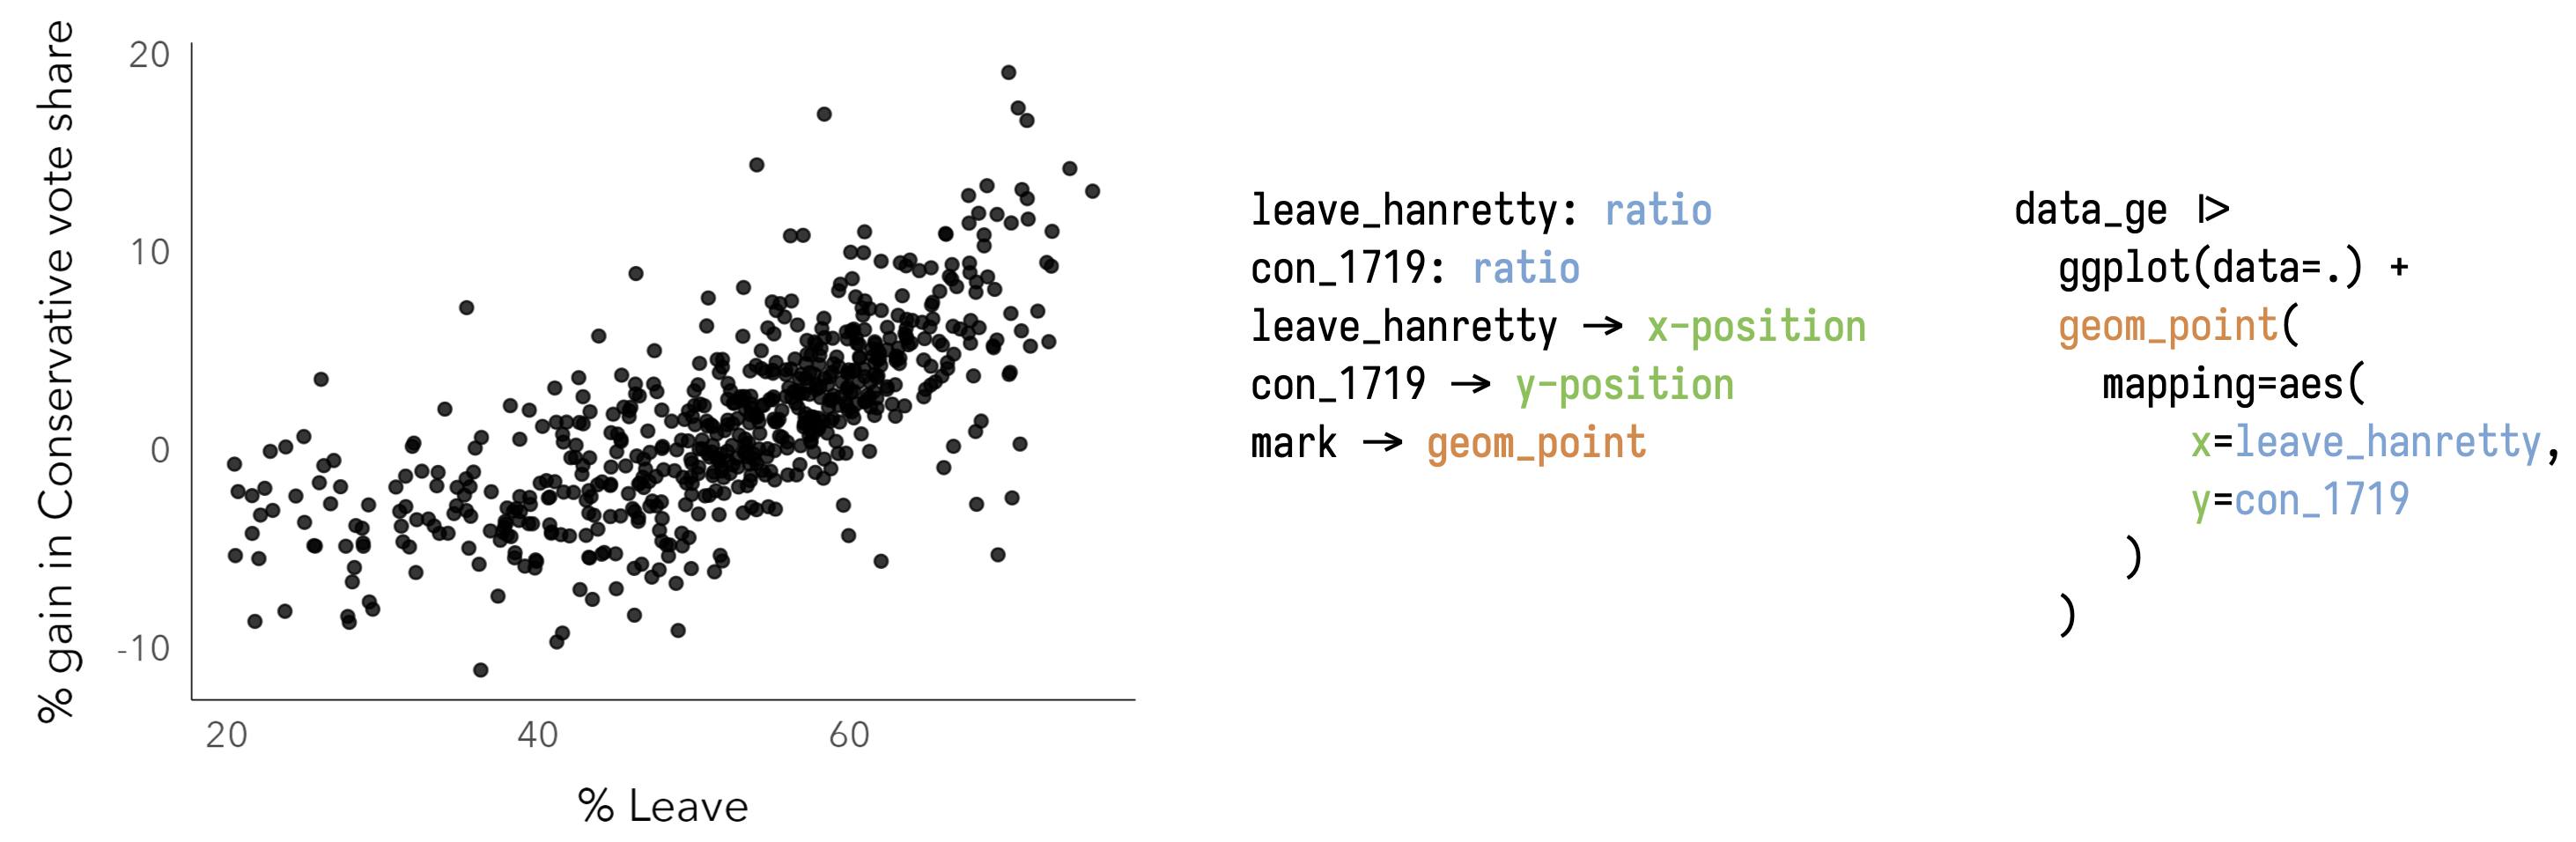 % gain in Conservative vote share
20
10
0
-10
20 40 60
% Leave
leave_hanretty: ratio
con_1719: ratio
leave_hanretty → x-position
con_1719 → y-position
mark → geom_point
data_ge |>
ggplot(data=.) +
geom_point(
mapping=aes(
x=leave_hanretty,
y=con_1719
)
)